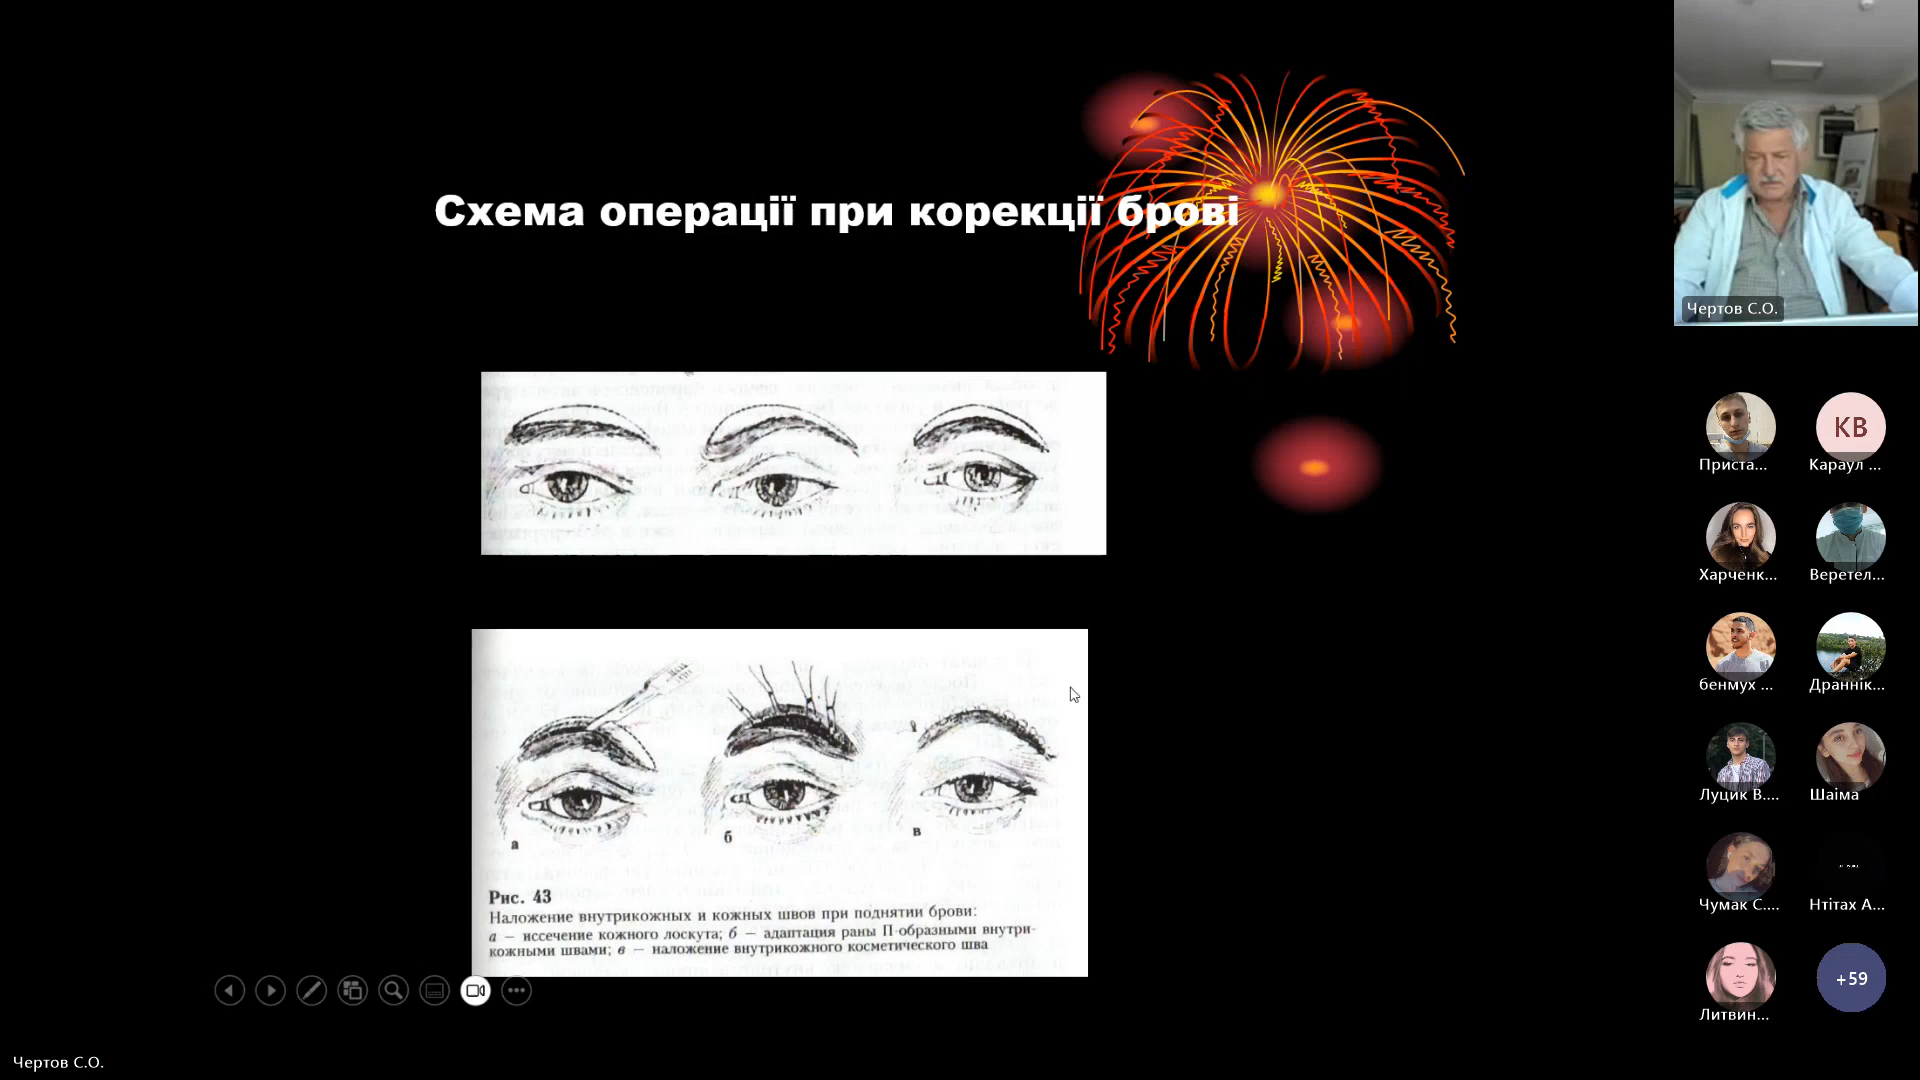 Схема операції при корекції брові
а
б
в
Рис. 43
Наложение внутрикожных и кожных швов при поднятии брови:
а — иссечение кожного лоскута; б — адаптация раны П-образными внутри-
кожными швами; в — наложение внутрикожного косметического шва
Чертов С.О.
Чертов С.О.
КВ
Приста...
Караул ...
Харченк...
Веретел...
бенмух ...
Драннік...
Луцик В....
Шаіма
Чумак С....
Нтітах А...
Литвин...
+59